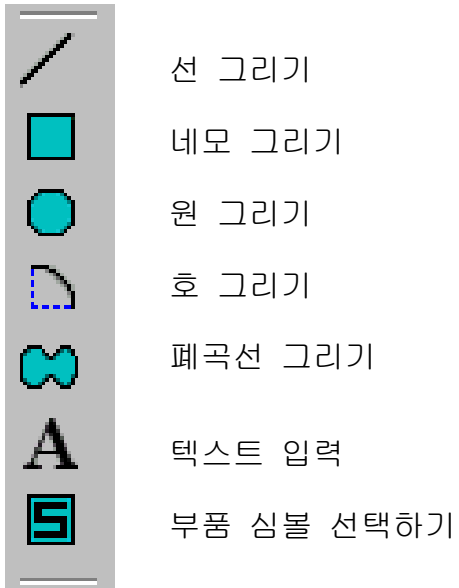 선 그리기
네모 그리기
원 그리기
호 그리기
폐곡선 그리기
A 텍스트 입력
S 부품 심볼 선택하기